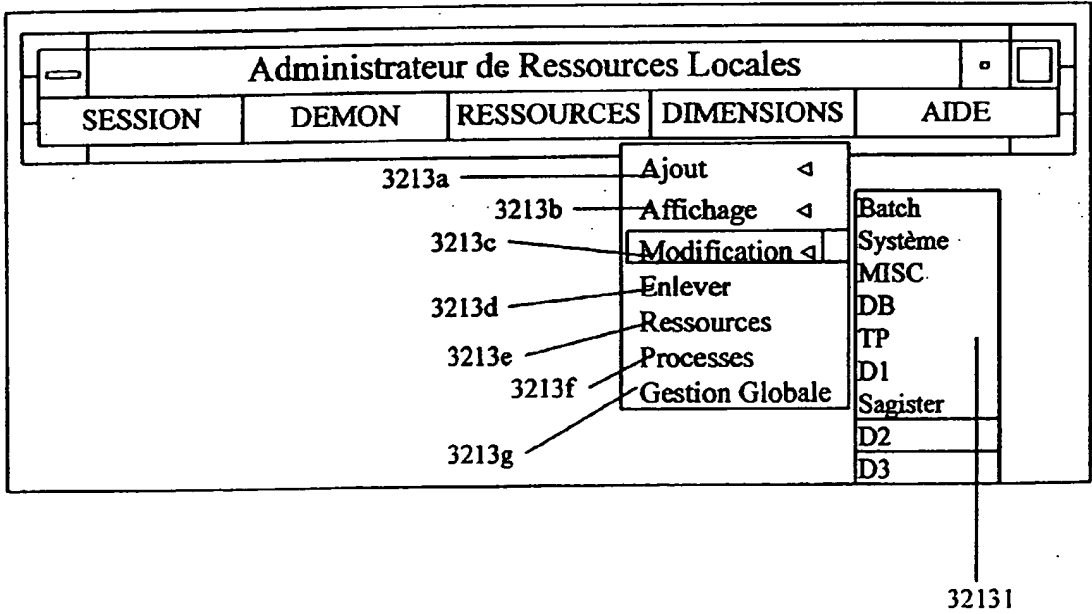 Administrateur de Ressources Locales
SESSION DEMON RESSOURCES DIMENSIONS AIDE
3213a Ajout
3213b Affichage
3213c Modification
3213d Enlever
3213e Ressources
3213f Processes
3213g Gestion Globale
Batch
Système
MISC
DB
TP
D1
Sagister
D2
D3
32131